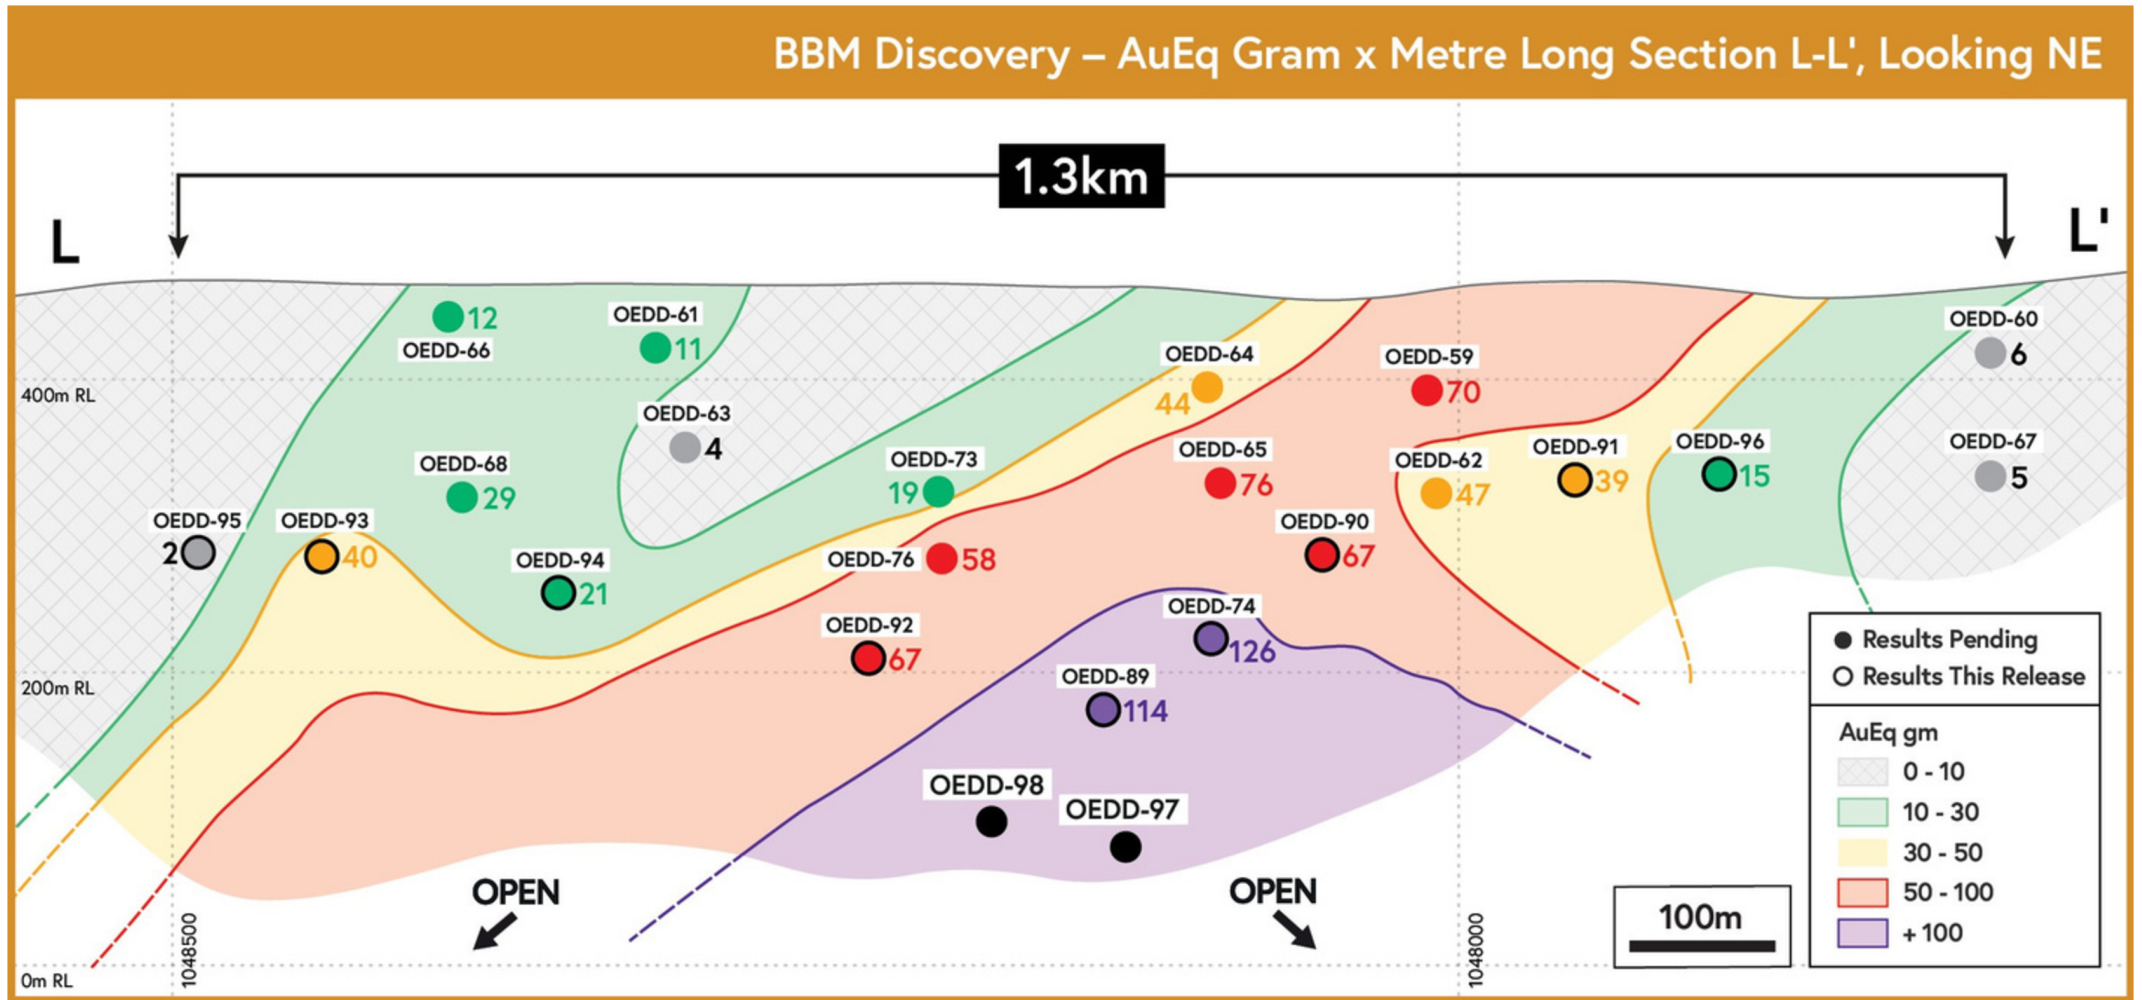 BBM Discovery – AuEq Gram x Metre Long Section L-L', Looking NE
1.3km
L
L'
12
OEDD-66
OEDD-61
11
OEDD-63
4
OEDD-64
44
OEDD-59
70
OEDD-60
6
400m RL
OEDD-68
29
OEDD-73
19
OEDD-65
76
OEDD-62
47
OEDD-91
39
OEDD-96
15
OEDD-67
5
OEDD-95
2
OEDD-93
40
OEDD-94
21
OEDD-76
58
OEDD-90
67
OEDD-92
67
OEDD-74
126
200m RL
OEDD-89
114
OEDD-98
OEDD-97
OPEN
OPEN
1048500
1048000
0m RL
100m
Results Pending
Results This Release
AuEq gm
0 - 10
10 - 30
30 - 50
50 - 100
+ 100